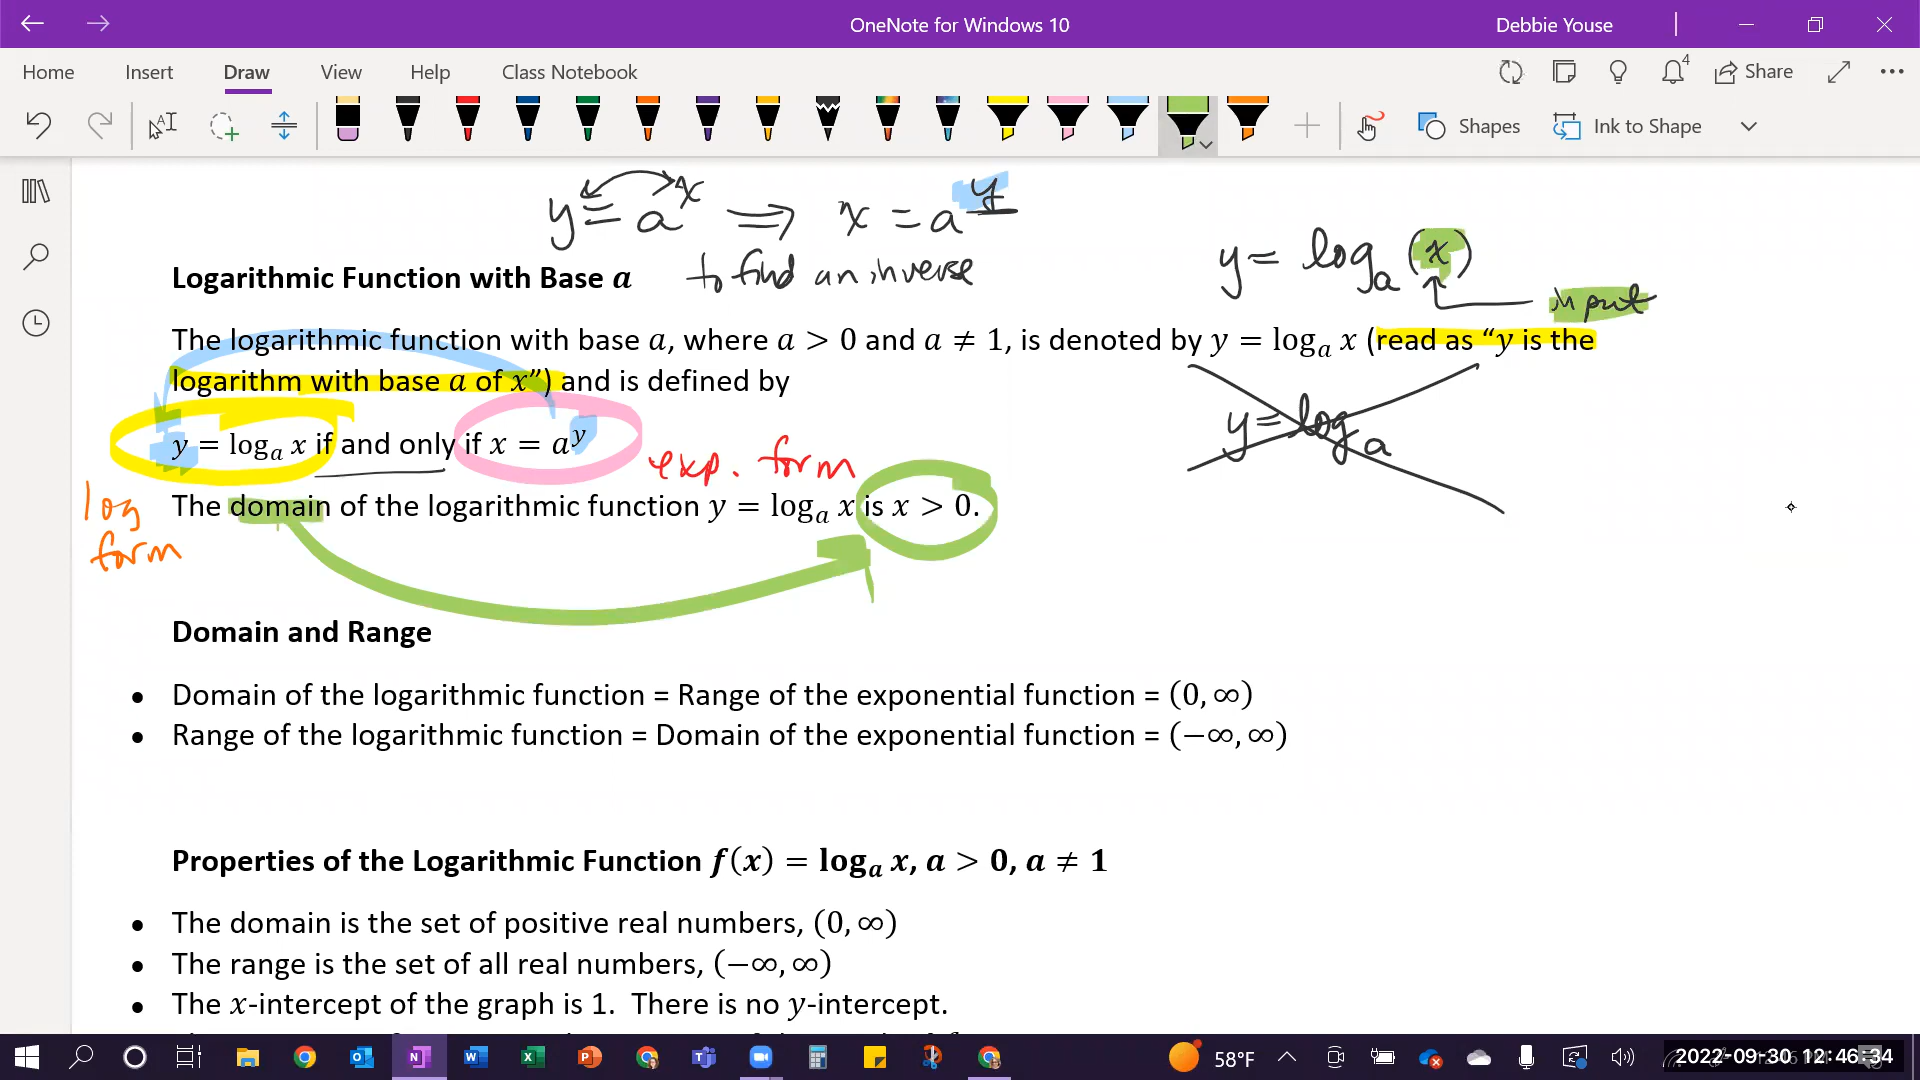 OneNote for Windows 10
Debbie Youse
Home Insert Draw View Help Class Notebook
4
Share
Shapes
Ink to Shape
y = a^x ⟹ x = a^y
to find an inverse
y = logₐ (x)
input
Logarithmic Function with Base a
The logarithmic function with base a, where a > 0 and a ≠ 1, is denoted by y = logₐ x (read as “y is the
logarithm with base a of x”) and is defined by
y = logₐ x if and only if x = a^y
exp. form
y = logₐ
log form
The domain of the logarithmic function y = logₐ x is x > 0.
Domain and Range
• Domain of the logarithmic function = Range of the exponential function = (0, ∞)
• Range of the logarithmic function = Domain of the exponential function = (−∞, ∞)
Properties of the Logarithmic Function f(x) = logₐ x, a > 0, a ≠ 1
• The domain is the set of positive real numbers, (0, ∞)
• The range is the set of all real numbers, (−∞, ∞)
• The x-intercept of the graph is 1. There is no y-intercept.
58°F
2022-09-30 12:46:34